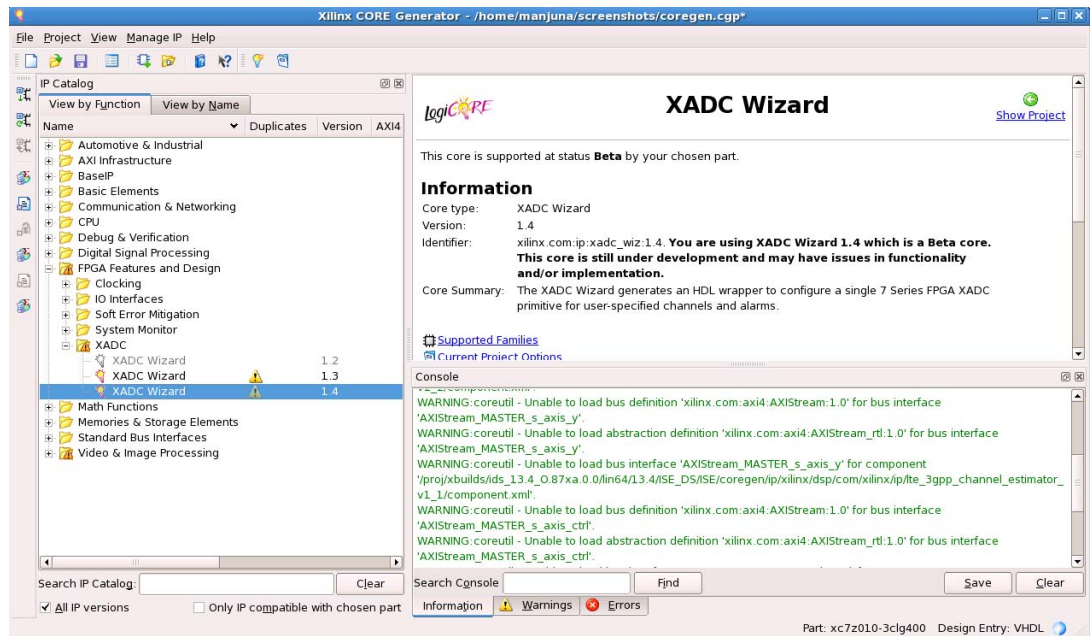 Xilinx CORE Generator - /home/manjuna/screenshots/coregen.cgp*
File Project View Manage IP Help
IP Catalog
View by Function View by Name
Name Duplicates Version AXI4
Automotive & Industrial
AXI Infrastructure
BaseIP
Basic Elements
Communication & Networking
CPU
Debug & Verification
Digital Signal Processing
FPGA Features and Design
Clocking
IO Interfaces
Soft Error Mitigation
System Monitor
XADC
XADC Wizard 1.2
XADC Wizard 1.3
XADC Wizard 1.4
Math Functions
Memories & Storage Elements
Standard Bus Interfaces
Video & Image Processing
Search IP Catalog: Clear
All IP versions Only IP compatible with chosen part
LogiCORE
XADC Wizard
Show Project
This core is supported at status Beta by your chosen part.
Information
Core type: XADC Wizard
Version: 1.4
Identifier: xilinx.com:ip:xadc_wiz:1.4. You are using XADC Wizard 1.4 which is a Beta core.
This core is still under development and may have issues in functionality
and/or implementation.
Core Summary: The XADC Wizard generates an HDL wrapper to configure a single 7 Series FPGA XADC
primitive for user-specified channels and alarms.
Supported Families
Current Project Options
Console
v2_2/component.xml'.
WARNING:coreutil - Unable to load bus definition 'xilinx.com:axi4:AXIStream:1.0' for bus interface
'AXIStream_MASTER_s_axis_y'.
WARNING:coreutil - Unable to load abstraction definition 'xilinx.com:axi4:AXIStream_rtl:1.0' for bus interface
'AXIStream_MASTER_s_axis_y'.
WARNING:coreutil - Unable to load bus interface 'AXIStream_MASTER_s_axis_y' for component
'/proj/xbuilds/ids_13.4_O.87xa.0.0/lin64/13.4/ISE_DS/ISE/coregen/ip/xilinx/dsp/com/xilinx/ip/lte_3gpp_channel_estimator_
v1_1/component.xml'.
WARNING:coreutil - Unable to load bus definition 'xilinx.com:axi4:AXIStream:1.0' for bus interface
'AXIStream_MASTER_s_axis_ctrl'.
WARNING:coreutil - Unable to load abstraction definition 'xilinx.com:axi4:AXIStream_rtl:1.0' for bus interface
'AXIStream_MASTER_s_axis_ctrl'.
Search Console Find Save Clear
Information Warnings Errors
Part: xc7z010-3clg400 Design Entry: VHDL